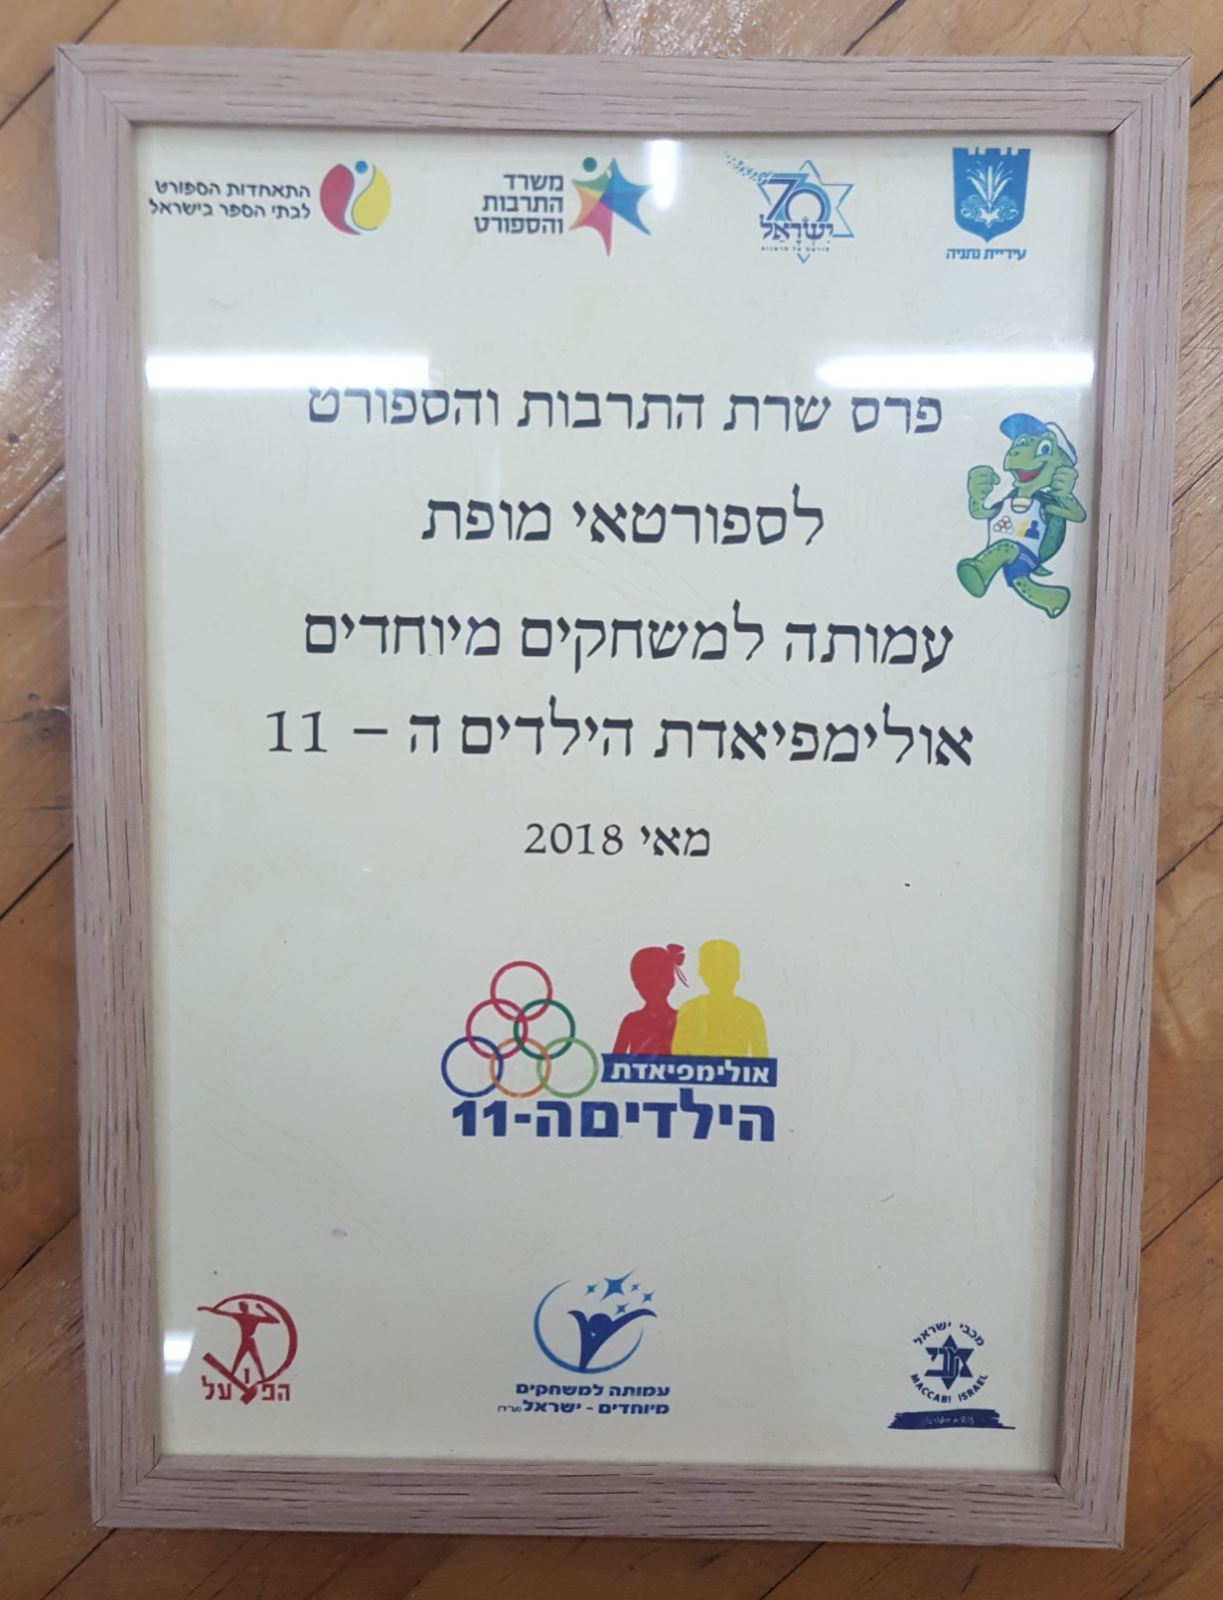 עיריית נתניה
70
יִשְׂרָאֵל
משרד
התרבות
והספורט
התאחדות הספורט
לבתי הספר בישראל
פרס שרת התרבות והספורט
לספורטאי מופת
עמותה למשחקים מיוחדים
אולימפיאדת הילדים ה – 11
מאי 2018
אולימפיאדת
הילדים ה-11
מכבי ישראל
MACCABI ISRAEL
עמותה למשחקים
מיוחדים - ישראל (ע״ר)
הפועל